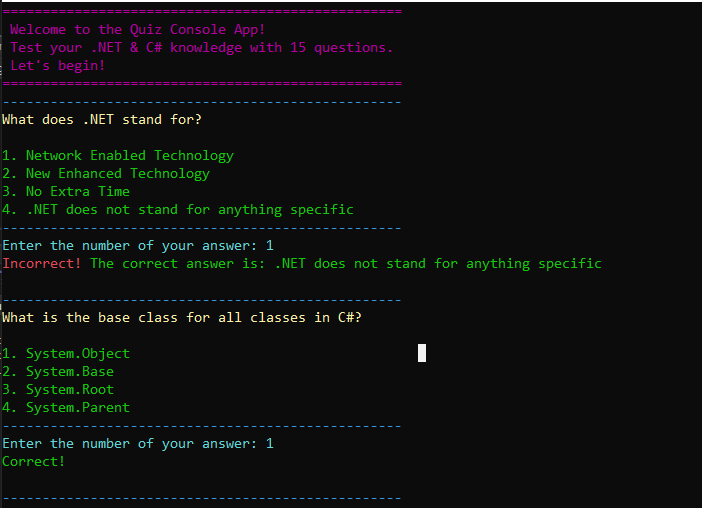 ==================================================
Welcome to the Quiz Console App!
Test your .NET & C# knowledge with 15 questions.
Let's begin!
==================================================
--------------------------------------------------
What does .NET stand for?
1. Network Enabled Technology
2. New Enhanced Technology
3. No Extra Time
4. .NET does not stand for anything specific
--------------------------------------------------
Enter the number of your answer: 1
Incorrect! The correct answer is: .NET does not stand for anything specific
--------------------------------------------------
What is the base class for all classes in C#?
1. System.Object
2. System.Base
3. System.Root
4. System.Parent
--------------------------------------------------
Enter the number of your answer: 1
Correct!
--------------------------------------------------